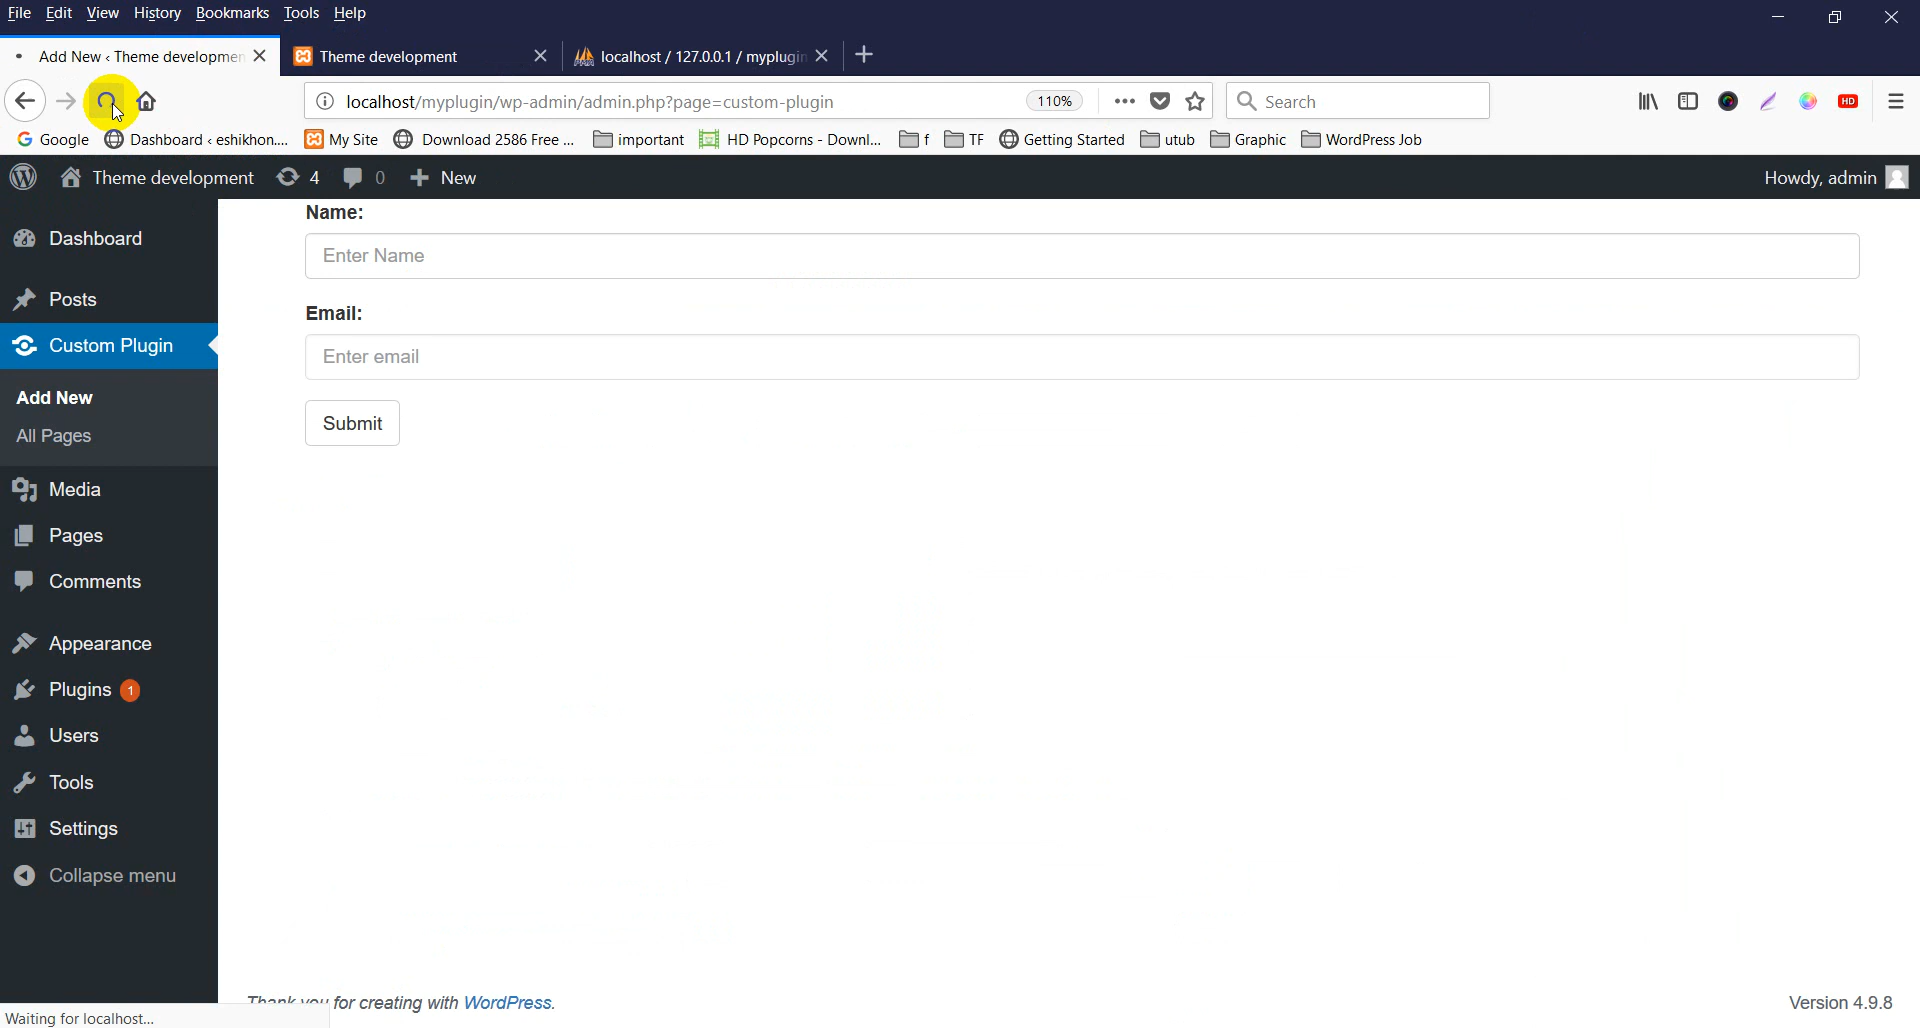 File Edit View History Bookmarks Tools Help
Add New ‹ Theme developmen
Theme development
localhost / 127.0.0.1 / myplugin
localhost/myplugin/wp-admin/admin.php?page=custom-plugin
110%
Search
HD
Google
Dashboard ‹ eshikhon....
My Site
Download 2586 Free ...
important
HD Popcorns - Downl...
f
TF
Getting Started
utub
Graphic
WordPress Job
Theme development
4
0
New
Howdy, admin
Dashboard
Posts
Custom Plugin
Add New
All Pages
Media
Pages
Comments
Appearance
Plugins 1
Users
Tools
Settings
Collapse menu
Name:
Enter Name
Email:
Enter email
Submit
Thank you for creating with WordPress.
Version 4.9.8
Waiting for localhost...